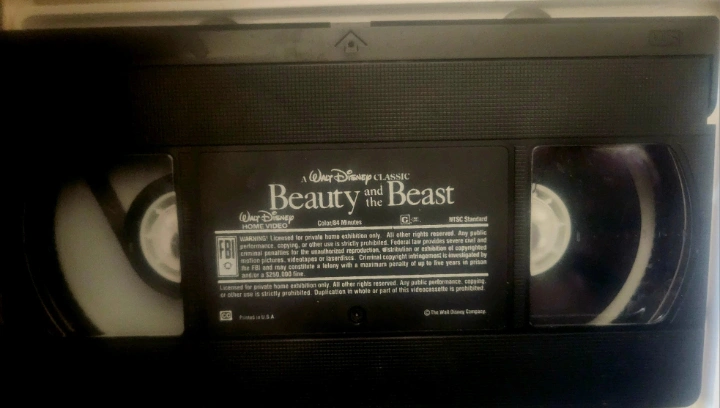 A Walt Disney CLASSIC
Beauty and the Beast
Walt Disney
HOME VIDEO
Color/84 Minutes
G
NTSC Standard
FBI
WARNING! Licensed for private home exhibition only. All other rights reserved. Any public
performance, copying, or other use is strictly prohibited. Federal law provides severe civil and
criminal penalties for the unauthorized reproduction, distribution or exhibition of copyrighted
motion pictures, videotapes or laserdiscs. Criminal copyright infringement is investigated by
the FBI and may constitute a felony with a maximum penalty of up to five years in prison
and/or a $250,000 fine.
Licensed for private home exhibition only. All other rights reserved. Any public performance, copying,
or other use is strictly prohibited. Duplication in whole or part of this videocassette is prohibited.
CC
Printed in U.S.A
© The Walt Disney Company